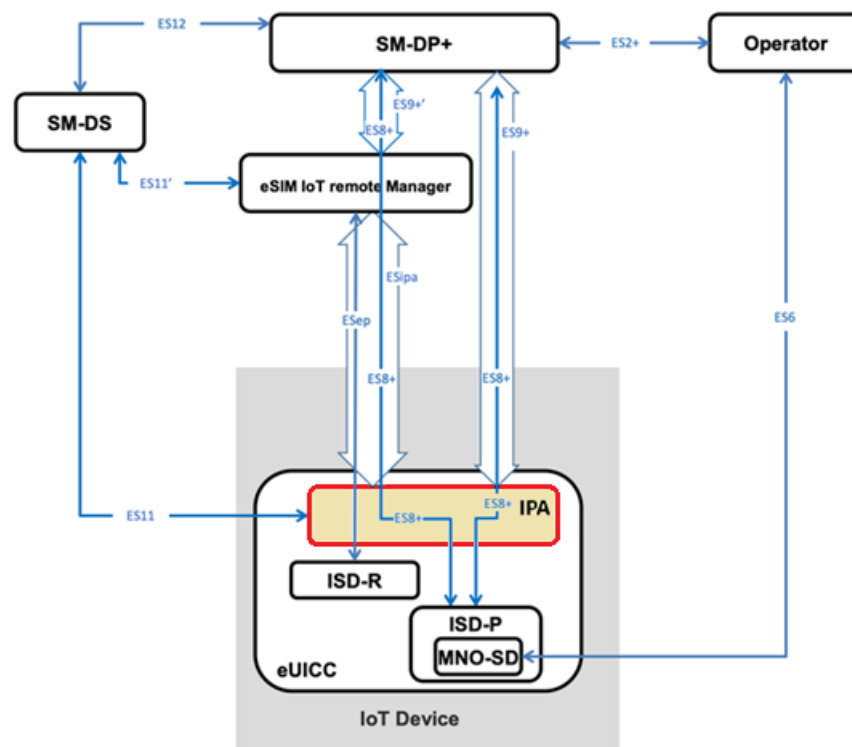 ES12
SM-DP+
ES2+
Operator
SM-DS
ES9+’
ES8+
ES9+
ES11’
eSIM IoT remote Manager
ESipa
ESep
ES6
ES8+
ES8+
ES11
IPA
ES8+
ES8+
ISD-R
ISD-P
MNO-SD
eUICC
IoT Device